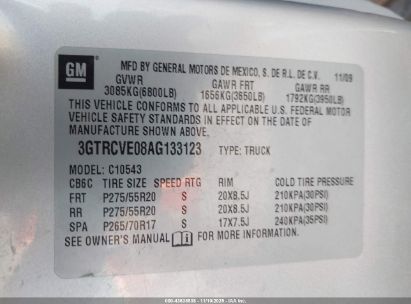 GM
MFD BY GENERAL MOTORS DE MEXICO, S. DE R.L. DE C.V. 11/09
GVWR GAWR FRT GAWR RR
3085KG(6800LB) 1656KG(3650LB) 1792KG(3950LB)
THIS VEHICLE CONFORMS TO ALL APPLICABLE U.S. FEDERAL MOTOR
VEHICLE SAFETY STANDARDS IN EFFECT ON THE DATE OF
MANUFACTURE SHOWN ABOVE.
3GTRCVE08AG133123 TYPE: TRUCK
MODEL: C10543
CB6C TIRE SIZE SPEED RTG RIM COLD TIRE PRESSURE
FRT P275/55R20 S 20X8.5J 210KPA(30PSI)
RR P275/55R20 S 20X8.5J 210KPA(30PSI)
SPA P265/70R17 S 17X7.5J 240KPA(35PSI)
SEE OWNER'S MANUAL FOR MORE INFORMATION